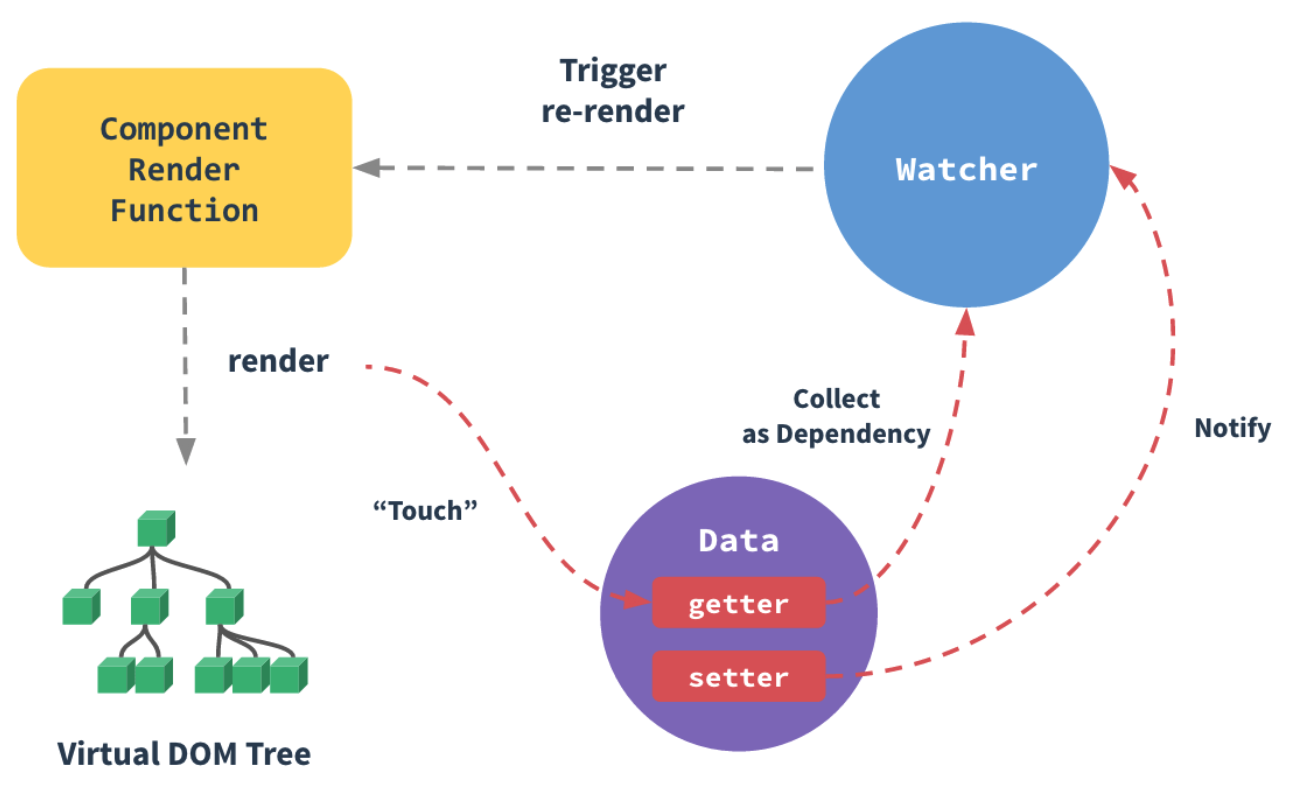 Trigger
re-render
Component
Render
Function
Watcher
render
Collect
as Dependency
Notify
“Touch”
Data
getter
setter
Virtual DOM Tree